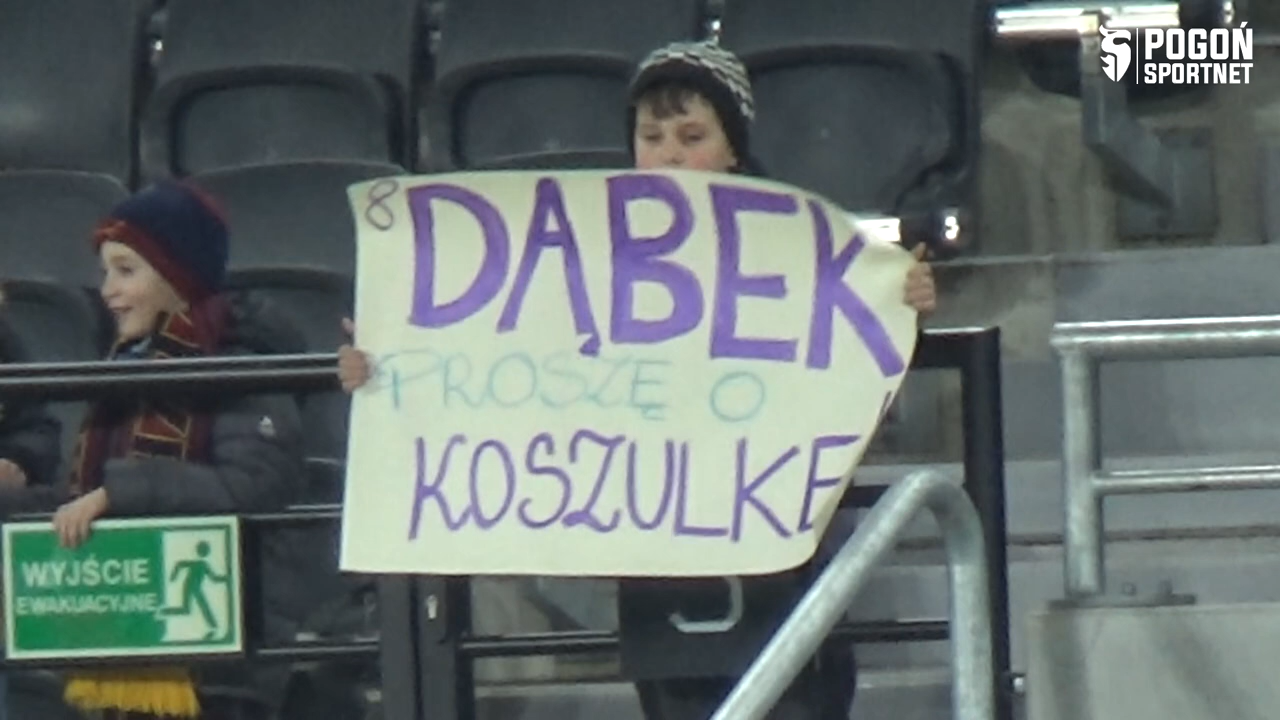 POGOŃ
SPORTNET
8 DĄBEK
PROSZĘ O
KOSZULKE
WYJŚCIE
EWAKUACYJNE